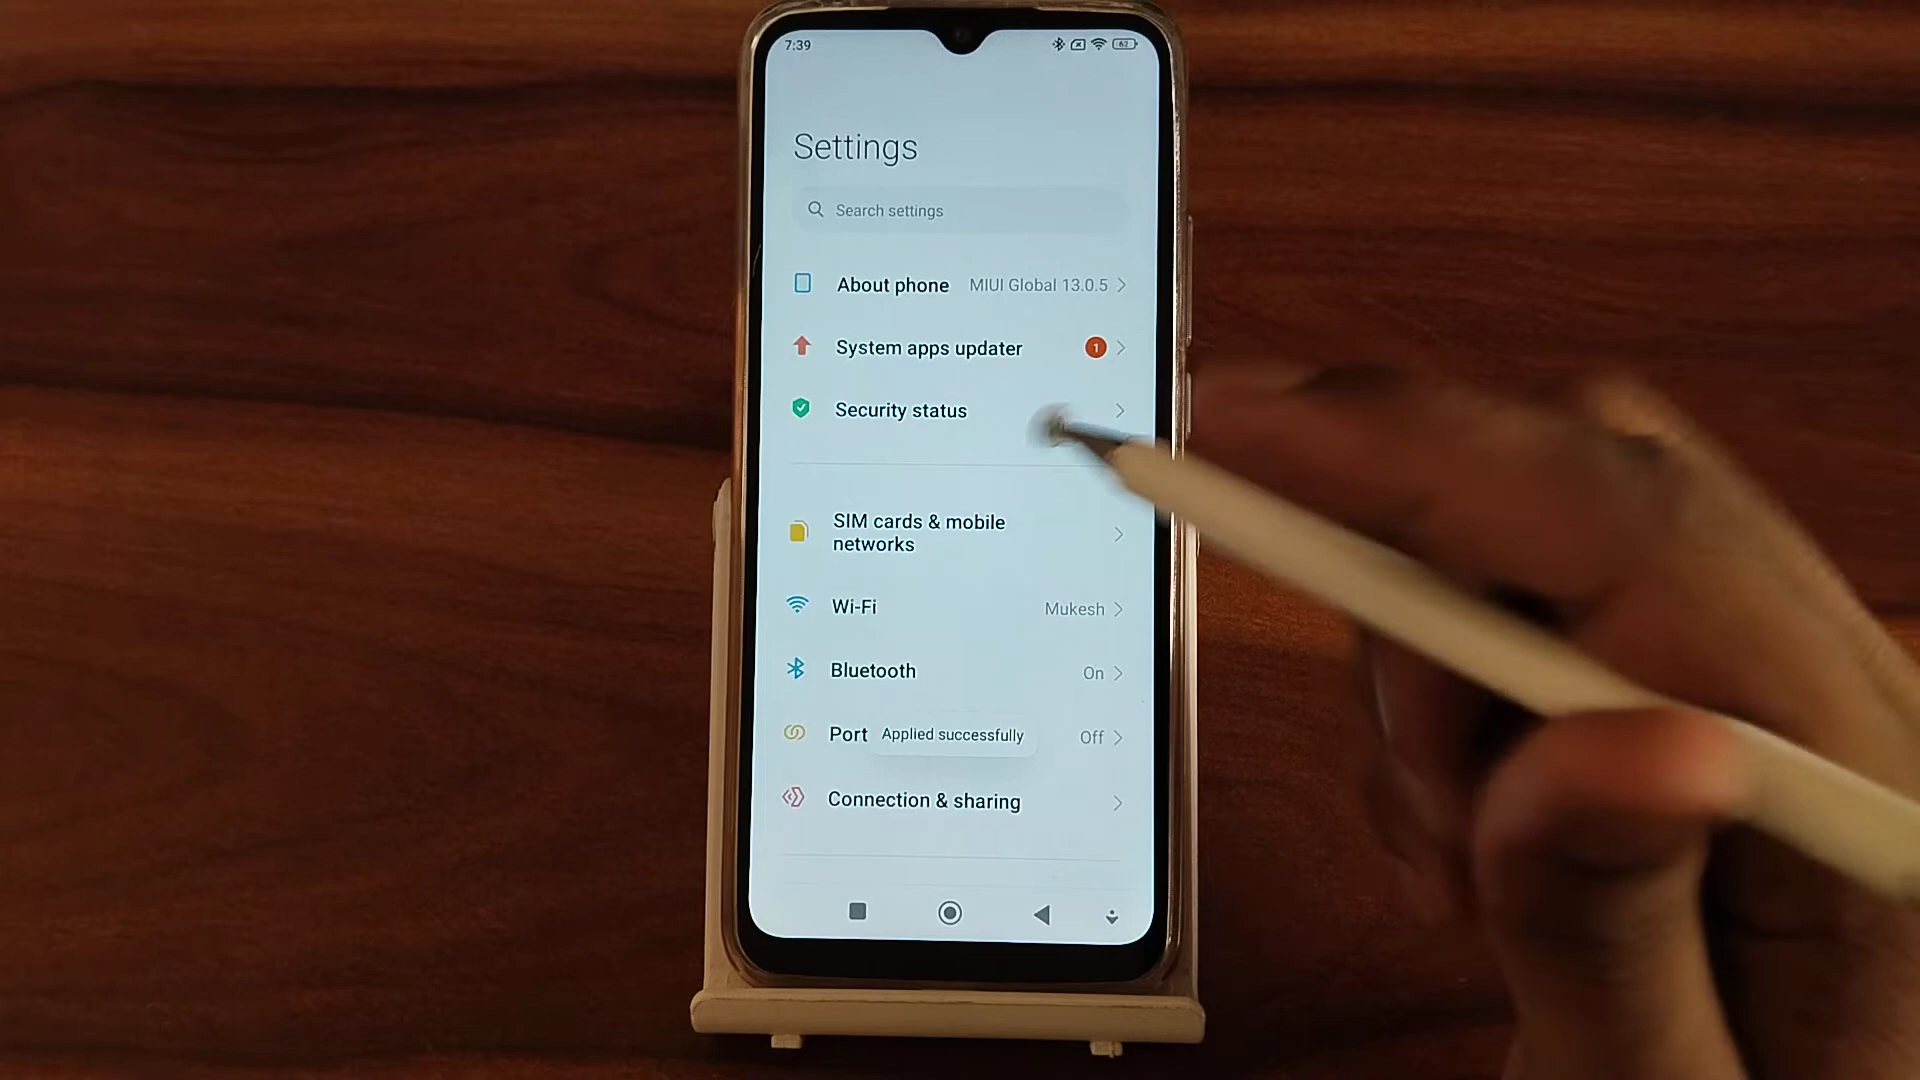 7:39
62
Settings
Search settings
About phone MIUI Global 13.0.5
System apps updater 1
Security status
SIM cards & mobile
networks
Wi-Fi Mukesh
Bluetooth On
Port Applied successfully Off
Connection & sharing